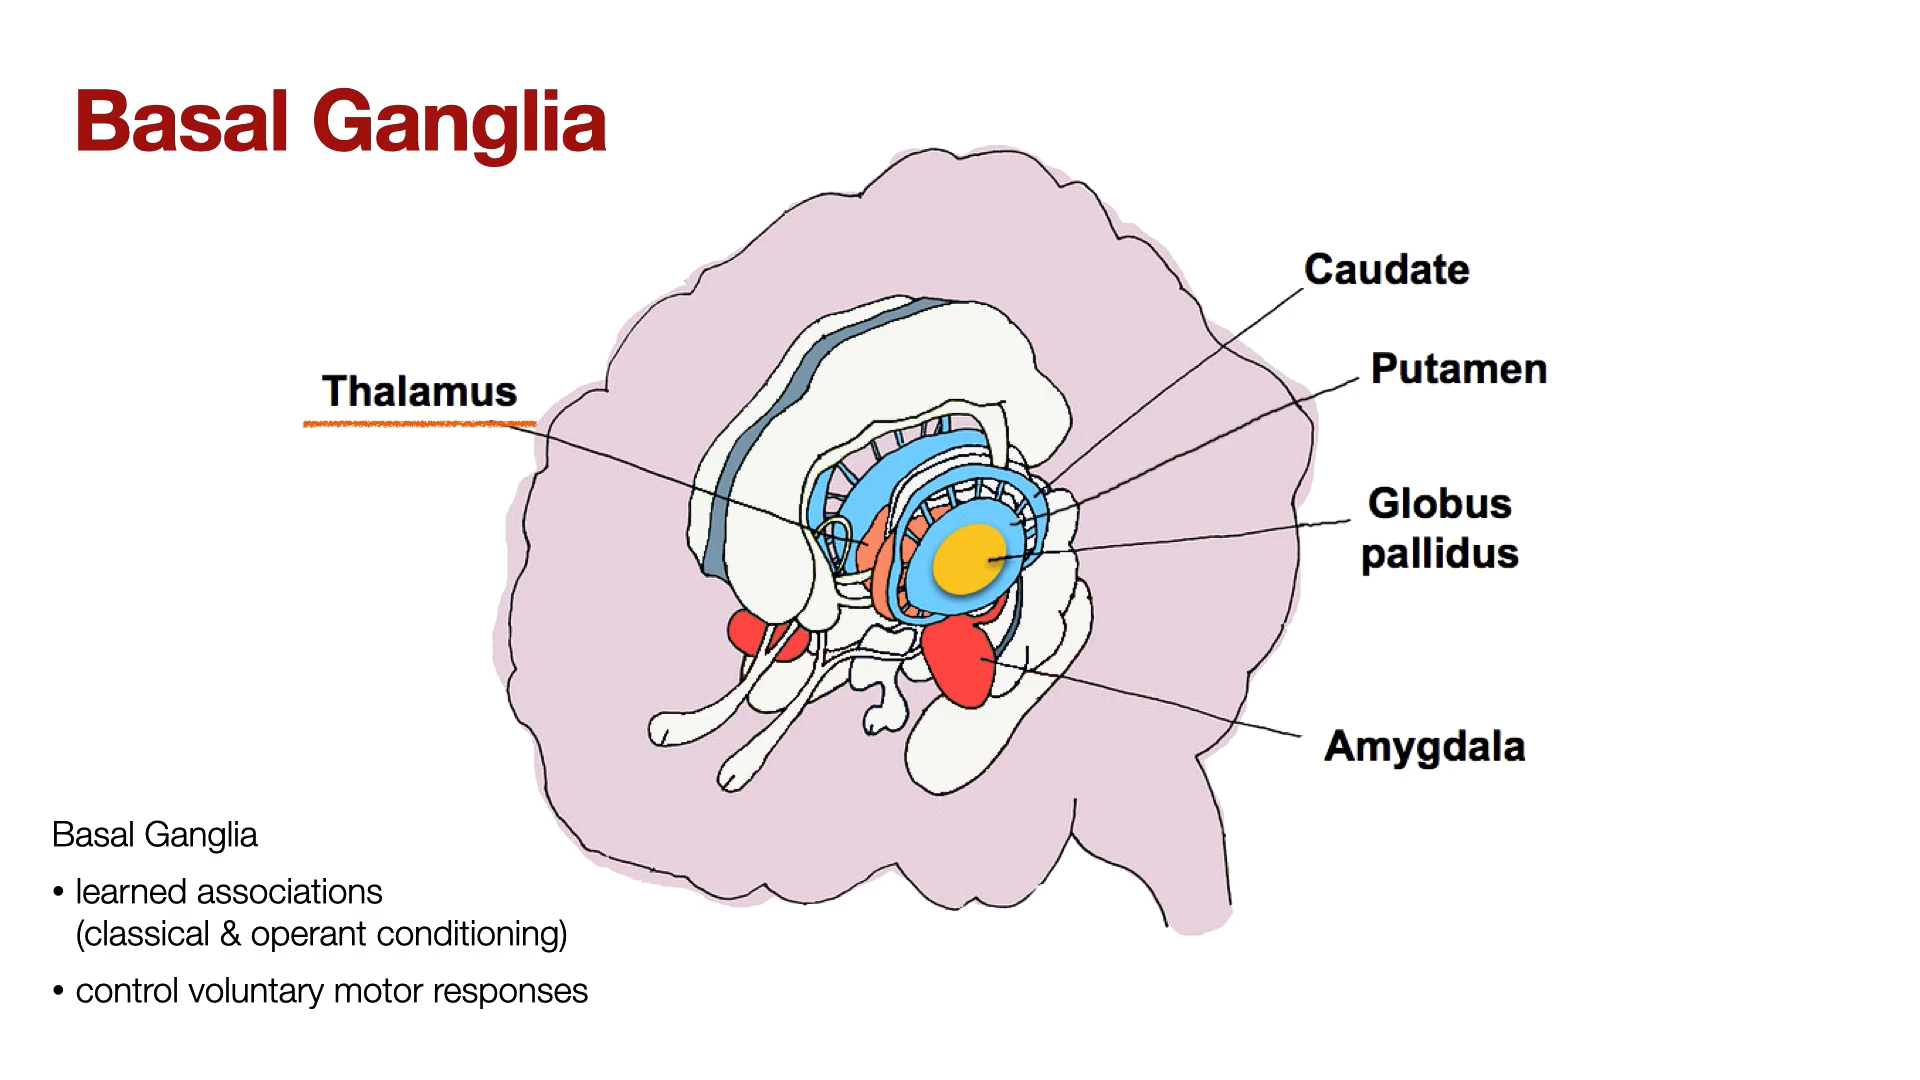 Basal Ganglia
Caudate
Putamen
Thalamus
Globus
pallidus
Amygdala
Basal Ganglia
• learned associations
(classical & operant conditioning)
• control voluntary motor responses